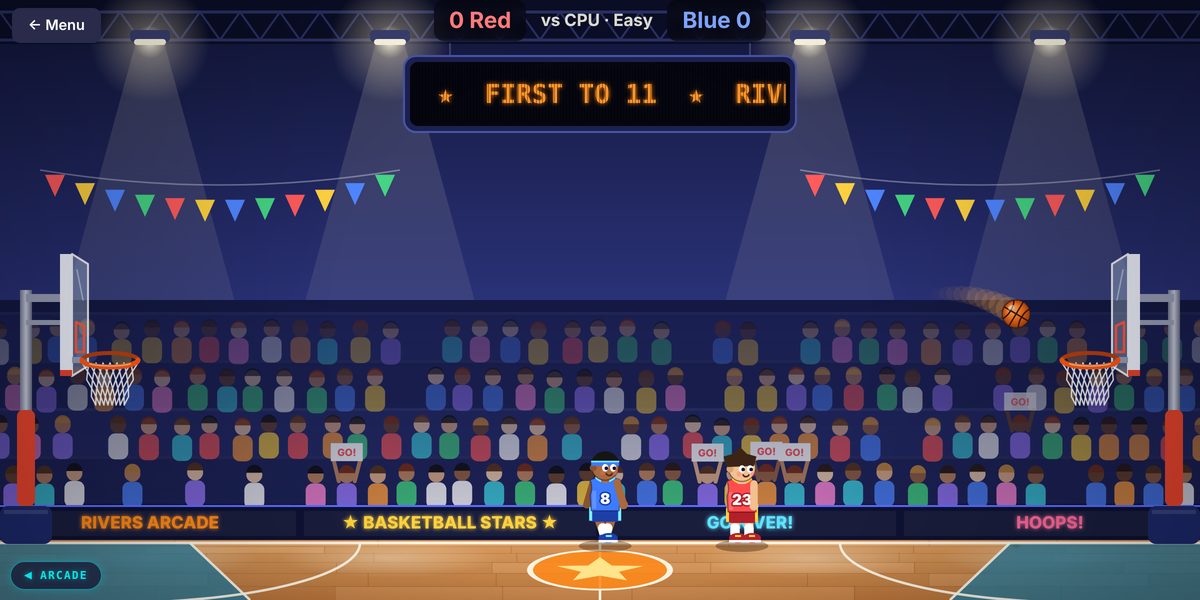 ← Menu
0 Red
vs CPU · Easy
Blue 0
★ FIRST TO 11 ★
GO!
GO!
GO!
GO!
GO!
8
23
RIVERS ARCADE
★ BASKETBALL STARS ★
HOOPS!
◄ ARCADE